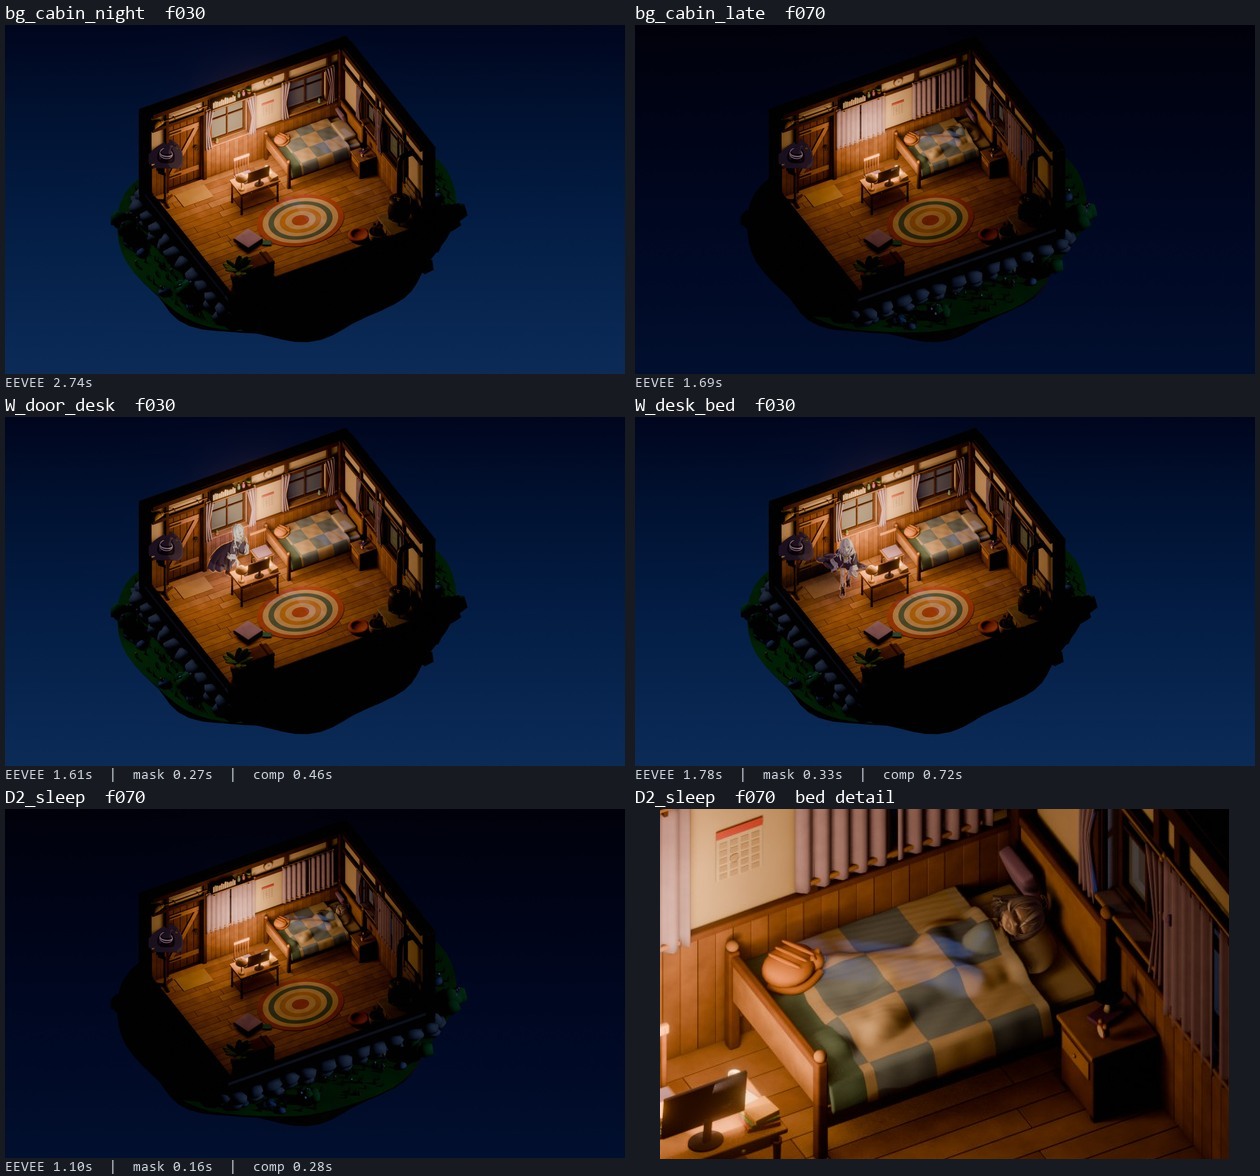 bg_cabin_night f030
bg_cabin_late f070
EEVEE 2.74s
EEVEE 1.69s
W_door_desk f030
W_desk_bed f030
EEVEE 1.61s | mask 0.27s | comp 0.46s
EEVEE 1.78s | mask 0.33s | comp 0.72s
D2_sleep f070
D2_sleep f070 bed detail
EEVEE 1.10s | mask 0.16s | comp 0.28s